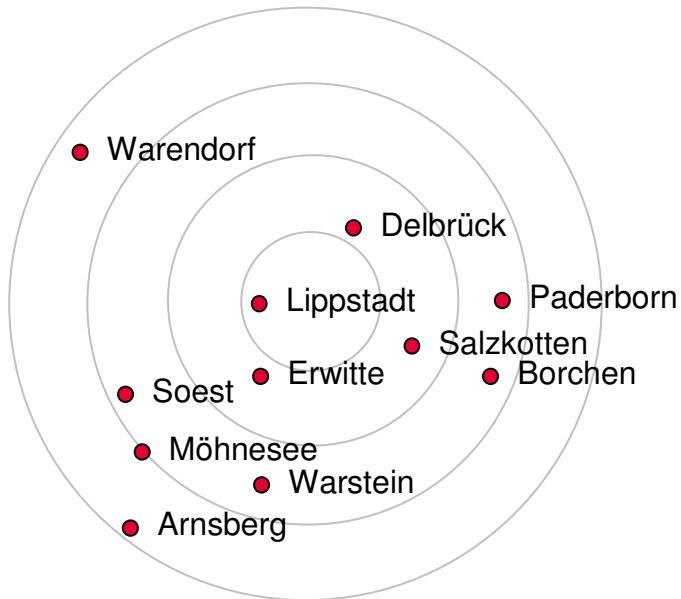 Warendorf
Delbrück
Lippstadt
Paderborn
Salzkotten
Erwitte
Borchen
Soest
Möhnesee
Warstein
Arnsberg